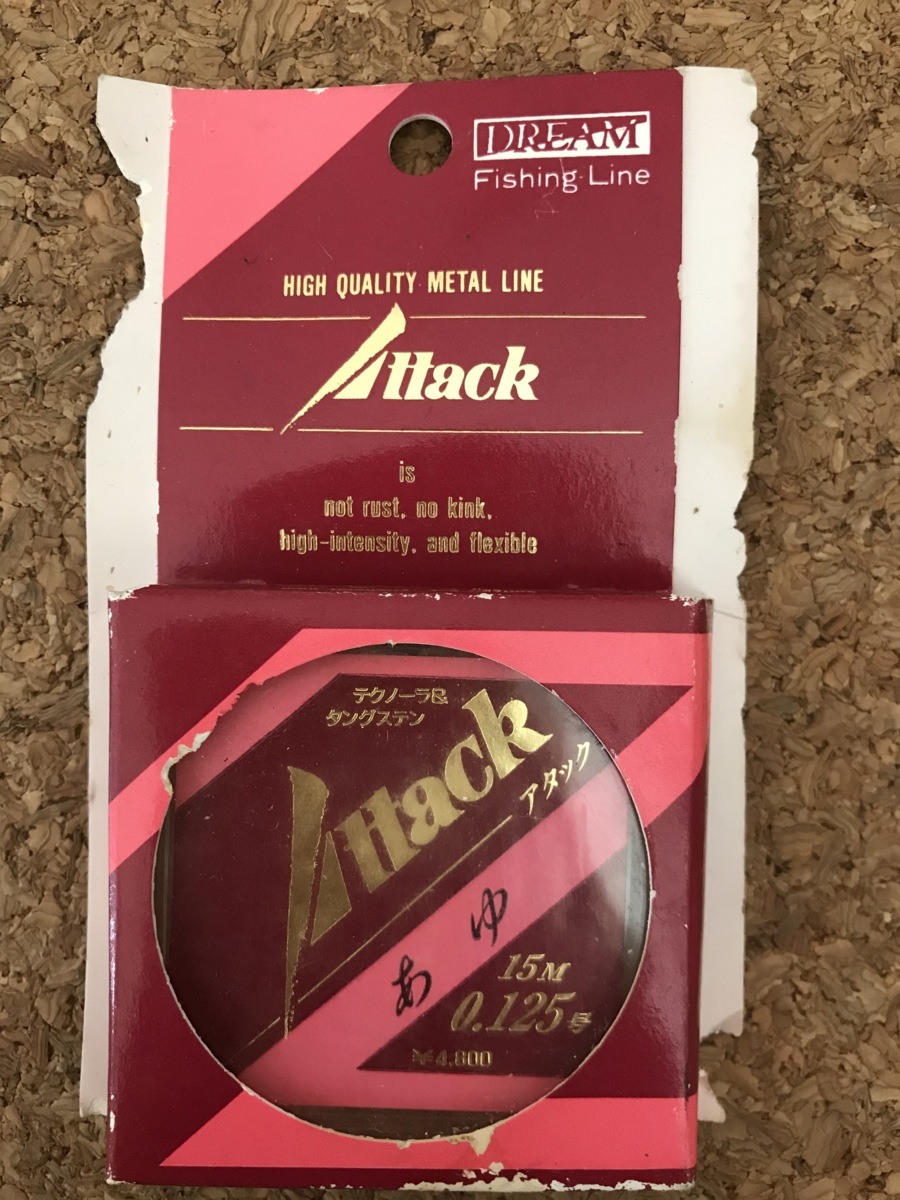 DREAM
Fishing Line
HIGH QUALITY METAL LINE
Attack
is
not rust, no kink,
high-intensity, and flexible
テクノーラ&
タングステン
Attack
アタック
あゆ
15M
0.125号
¥4,800